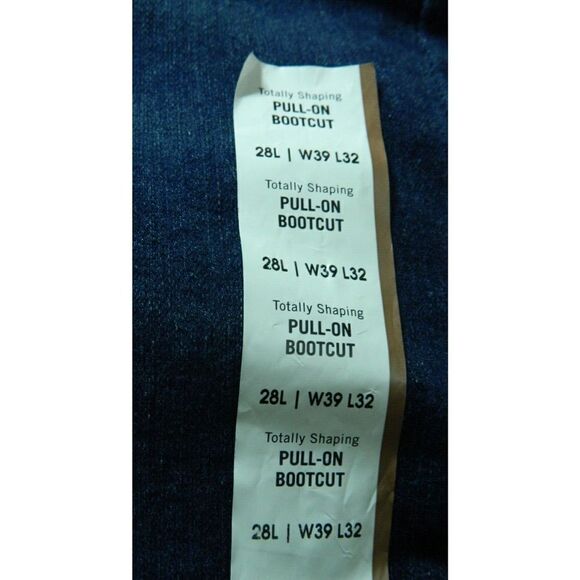 Totally Shaping
PULL-ON
BOOTCUT
28L | W39 L32
Totally Shaping
PULL-ON
BOOTCUT
28L | W39 L32
Totally Shaping
PULL-ON
BOOTCUT
28L | W39 L32
Totally Shaping
PULL-ON
BOOTCUT
28L | W39 L32